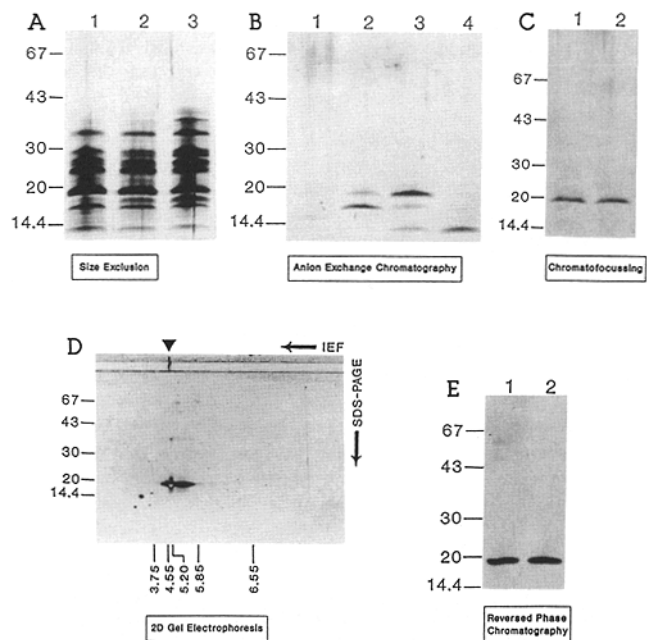 A 1 2 3
67
43
30
20
14.4
Size Exclusion
B 1 2 3 4
67
43
30
20
14.4
Anion Exchange Chromatography
C 1 2
67
43
30
20
14.4
Chromatofocussing
D
IEF
SDS-PAGE
67
43
30
20
14.4
3.75
4.55
5.20
5.85
6.55
2D Gel Electrophoresis
E 1 2
67
43
30
20
14.4
Reversed Phase
Chromatography